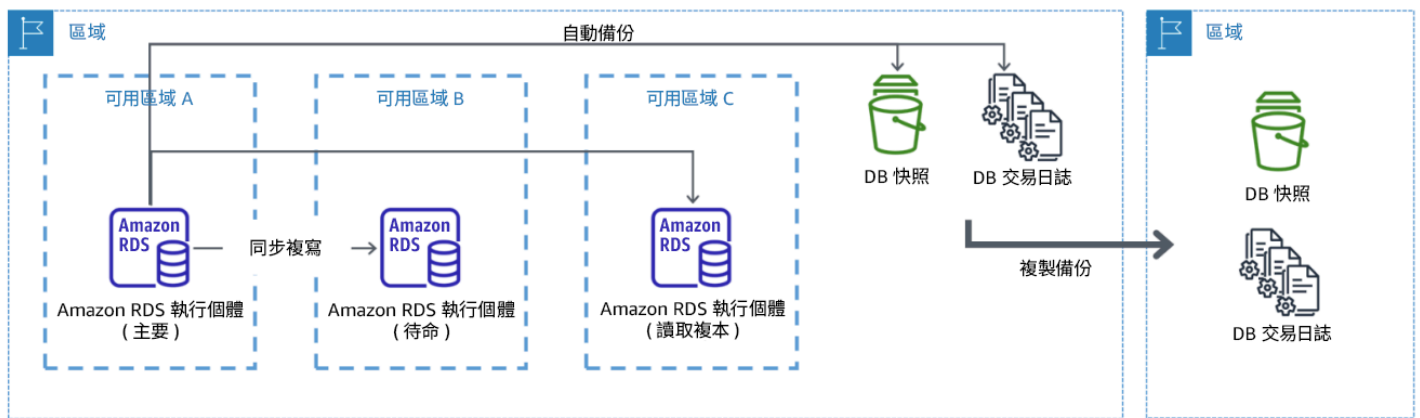 區域
自動備份
區域
可用區域 A
可用區域 B
可用區域 C
DB 快照
DB 交易日誌
DB 快照
Amazon
RDS
同步複寫
Amazon
RDS
Amazon
RDS
複製備份
Amazon RDS 執行個體
( 主要 )
Amazon RDS 執行個體
( 待命 )
Amazon RDS 執行個體
( 讀取複本 )
DB 交易日誌